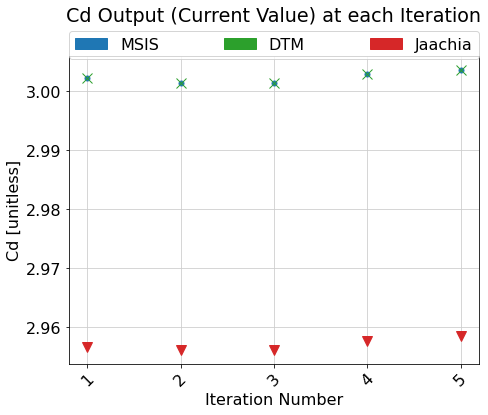 Cd Output (Current Value) at each Iteration
MSIS DTM Jaachia
3.00
2.99
2.98
2.97
2.96
Cd [unitless]
1 2 3 4 5
Iteration Number